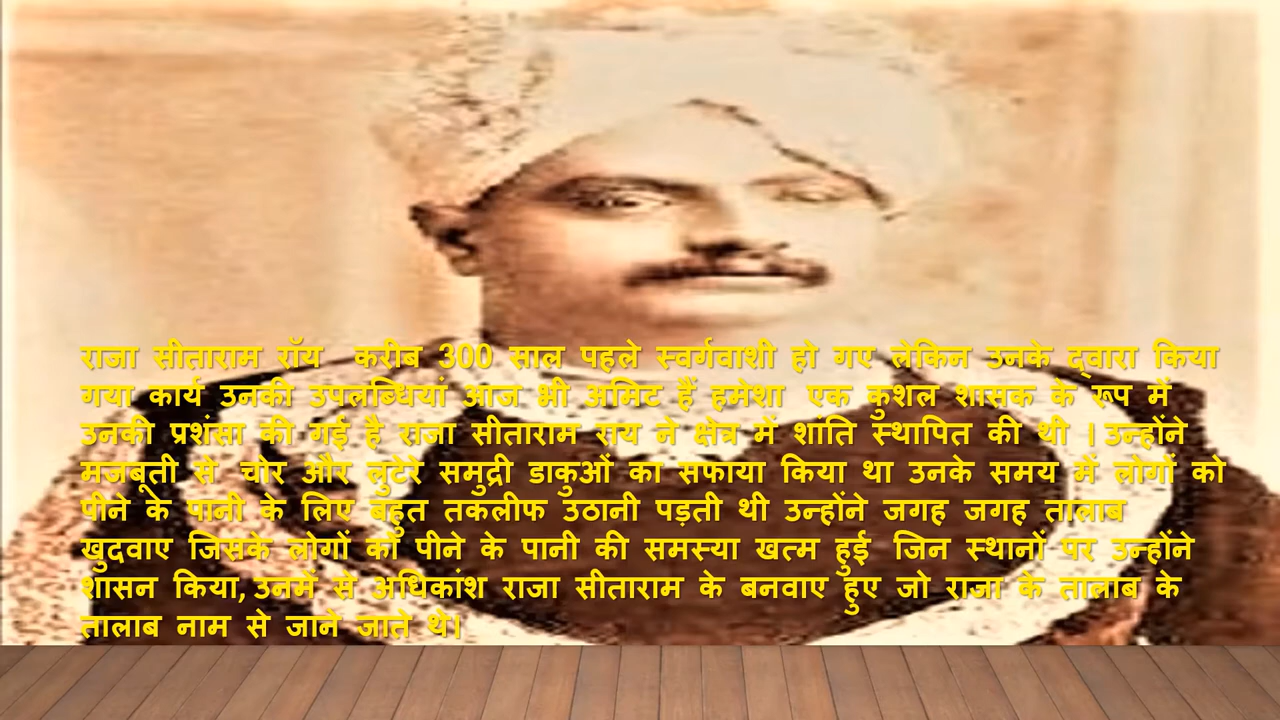 राजा सीताराम रॉय करीब 300 साल पहले स्वर्गवाशी हो गए लेकिन उनके द्वारा किया
गया कार्य उनकी उपलब्धियां आज भी अमिट हैं हमेशा एक कुशल शासक के रूप में
उनकी प्रशंसा की गई है राजा सीताराम राय ने क्षेत्र में शांति स्थापित की थी । उन्होंने
मजबूती से चोर और लुटेरे समुद्री डाकुओं का सफाया किया था उनके समय में लोगों को
पीने के पानी के लिए बहुत तकलीफ उठानी पड़ती थी उन्होंने जगह जगह तालाब
खुदवाए जिसके लोगों को पीने के पानी की समस्या खत्म हुई जिन स्थानों पर उन्होंने
शासन किया, उनमें से अधिकांश राजा सीताराम के बनवाए हुए जो राजा के तालाब के
तालाब नाम से जाने जाते थे।